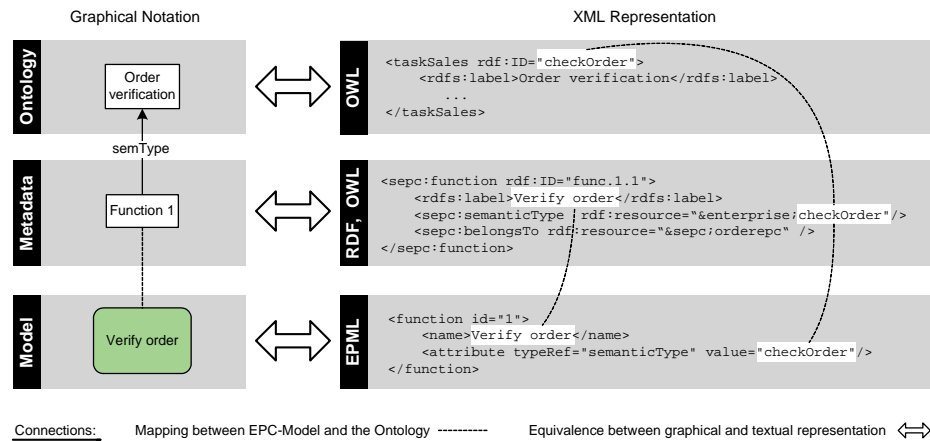 Graphical Notation
XML Representation
Ontology
Order
verification
semType
OWL
<taskSales rdf:ID="checkOrder">
<rdfs:label>Order verification</rdfs:label>
...
</taskSales>
Metadata
Function 1
RDF, OWL
<sepc:function rdf:ID="func.1.1">
<rdfs:label>Verify order</rdfs:label>
<sepc:semanticType rdf:resource="&enterprise;checkOrder"/>
<sepc:belongsTo rdf:resource="&sepc;orderepc" />
</sepc:function>
Model
Verify order
EPML
<function id="1">
<name>Verify order</name>
<attribute typeRef="semanticType" value="checkOrder"/>
</function>
Connections:
Mapping between EPC-Model and the Ontology
Equivalence between graphical and textual representation